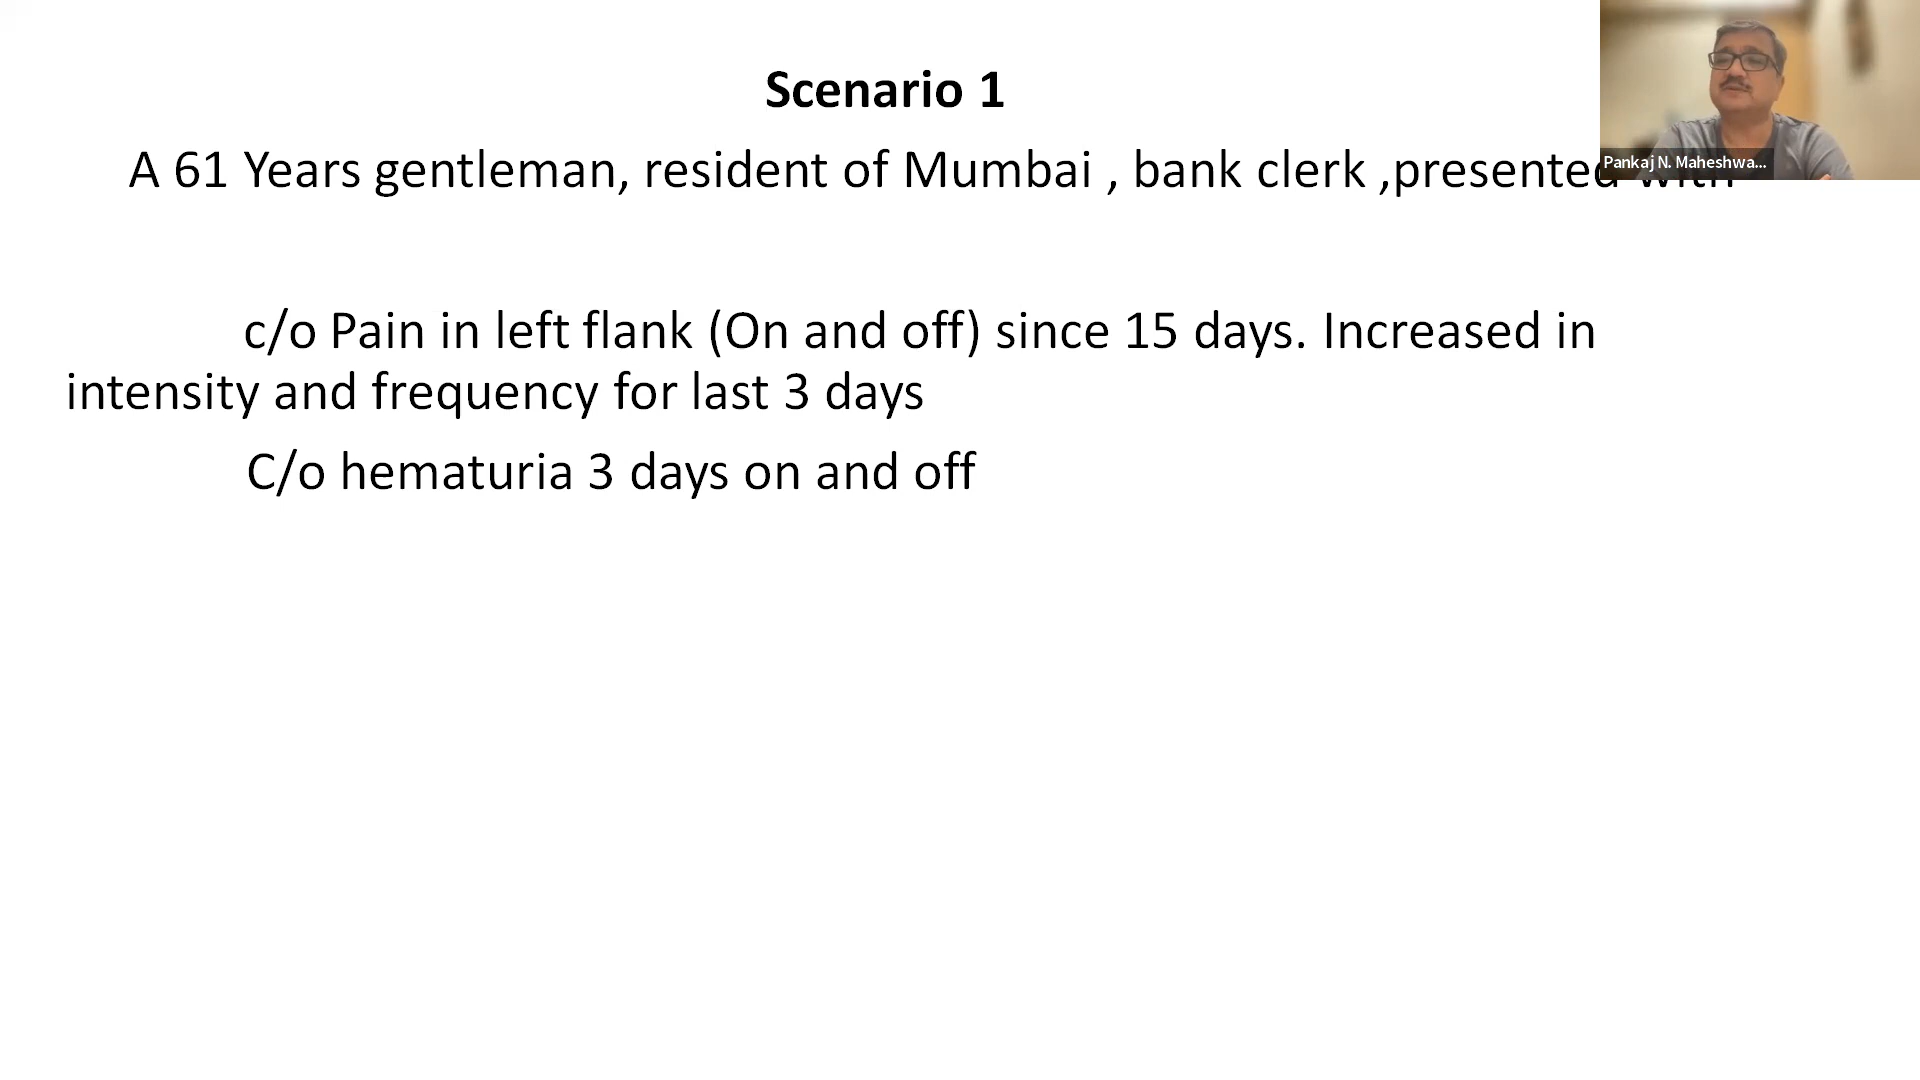 Scenario 1
A 61 Years gentleman, resident of Mumbai , bank clerk ,presented with
Pankaj N. Maheshwa...
c/o Pain in left flank (On and off) since 15 days. Increased in
intensity and frequency for last 3 days
C/o hematuria 3 days on and off